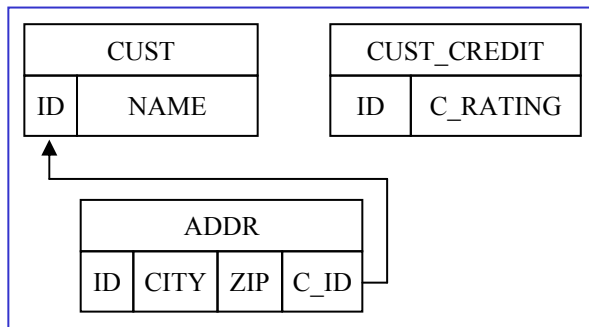 CUST
ID NAME
CUST_CREDIT
ID C_RATING
ADDR
ID CITY ZIP C_ID